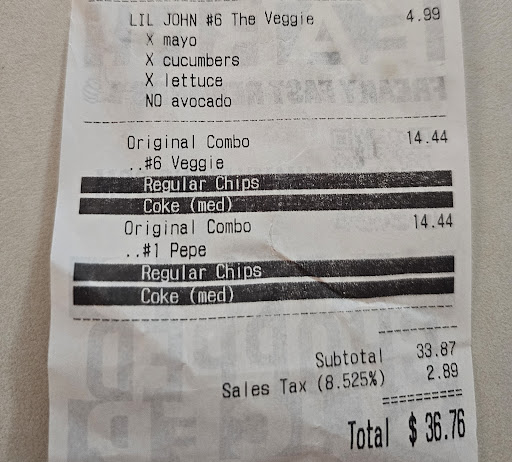 LIL JOHN #6 The Veggie 4.99
X mayo
X cucumbers
X lettuce
NO avocado
Original Combo 14.44
..#6 Veggie
Regular Chips
Coke (med)
Original Combo 14.44
..#1 Pepe
Regular Chips
Coke (med)
Subtotal 33.87
Sales Tax (8.525%) 2.89
Total $ 36.76